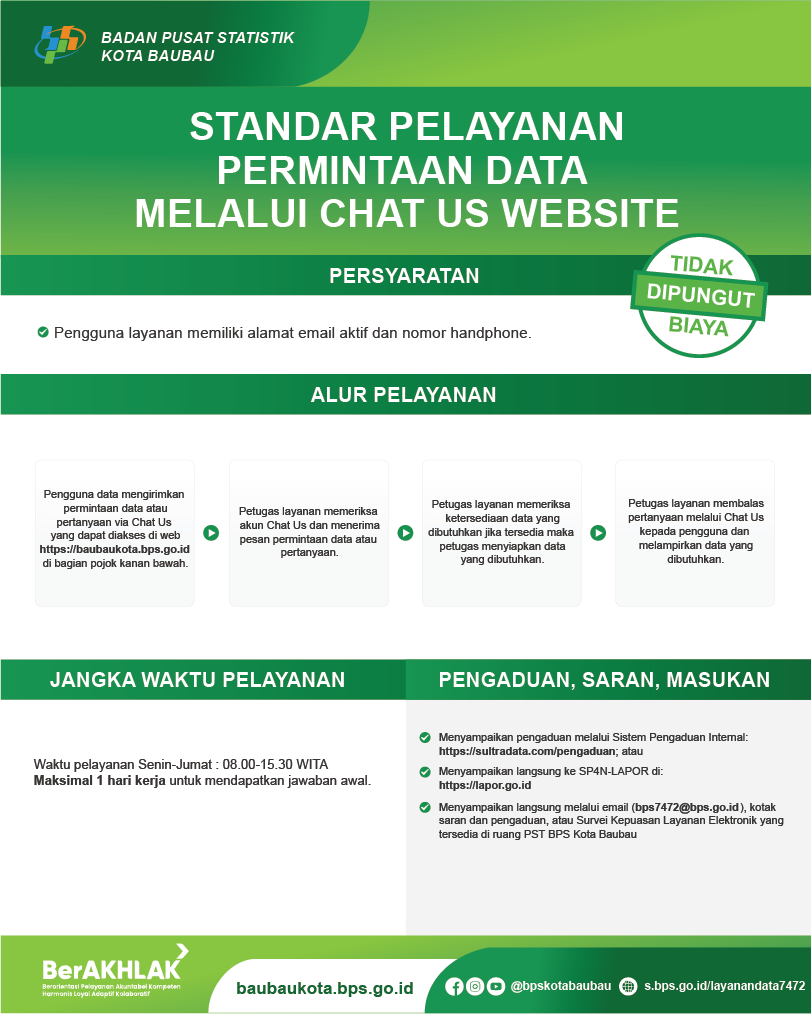 BADAN PUSAT STATISTIK
KOTA BAUBAU
STANDAR PELAYANAN
PERMINTAAN DATA
MELALUI CHAT US WEBSITE
PERSYARATAN
TIDAK
DIPUNGUT
BIAYA
Pengguna layanan memiliki alamat email aktif dan nomor handphone.
ALUR PELAYANAN
Pengguna data mengirimkan
permintaan data atau
pertanyaan via Chat Us
yang dapat diakses di web
https://baubaukota.bps.go.id
di bagian pojok kanan bawah.
Petugas layanan memeriksa
akun Chat Us dan menerima
pesan permintaan data atau
pertanyaan.
Petugas layanan memeriksa
ketersediaan data yang
dibutuhkan jika tersedia maka
petugas menyiapkan data
yang dibutuhkan.
Petugas layanan membalas
pertanyaan melalui Chat Us
kepada pengguna dan
melampirkan data yang
dibutuhkan.
JANGKA WAKTU PELAYANAN
Waktu pelayanan Senin-Jumat : 08.00-15.30 WITA
Maksimal 1 hari kerja untuk mendapatkan jawaban awal.
PENGADUAN, SARAN, MASUKAN
Menyampaikan pengaduan melalui Sistem Pengaduan Internal:
https://sultradata.com/pengaduan; atau
Menyampaikan langsung ke SP4N-LAPOR di:
https://lapor.go.id
Menyampaikan langsung melalui email (bps7472@bps.go.id), kotak
saran dan pengaduan, atau Survei Kepuasan Layanan Elektronik yang
tersedia di ruang PST BPS Kota Baubau
BerAKHLAK
Berorientasi Pelayanan Akuntabel Kompeten
Harmonis Loyal Adaptif Kolaboratif
baubaukota.bps.go.id
@bpskotabaubau
s.bps.go.id/layanandata7472